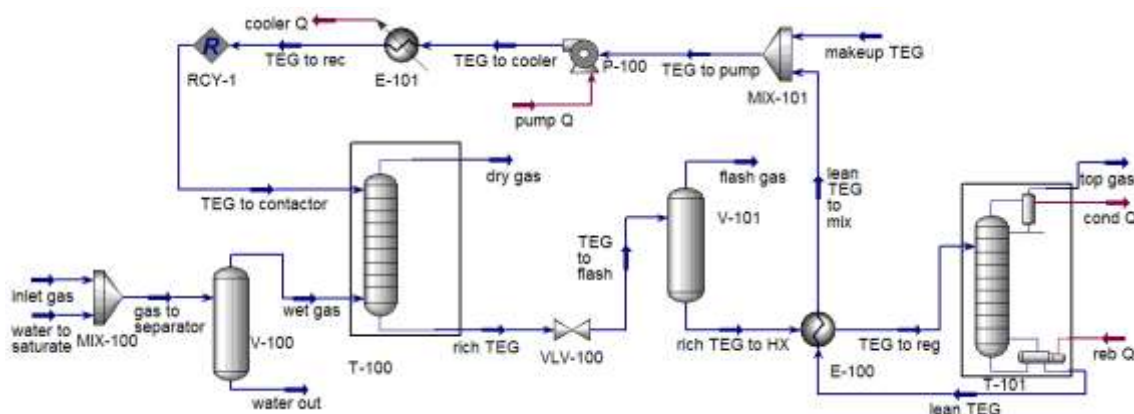 cooler Q
TEG to rec
TEG to cooler
TEG to pump
makeup TEG
RCY-1
E-101
P-100
MIX-101
pump Q
dry gas
flash gas
lean
TEG
to
mix
top gas
cond Q
TEG to contactor
V-101
TEG
to
flash
inlet gas
gas to
separator
wet gas
water to
saturate
MIX-100
V-100
T-100
rich TEG
VLV-100
rich TEG to HX
E-100
TEG to reg
reb Q
T-101
water out
lean TEG
R